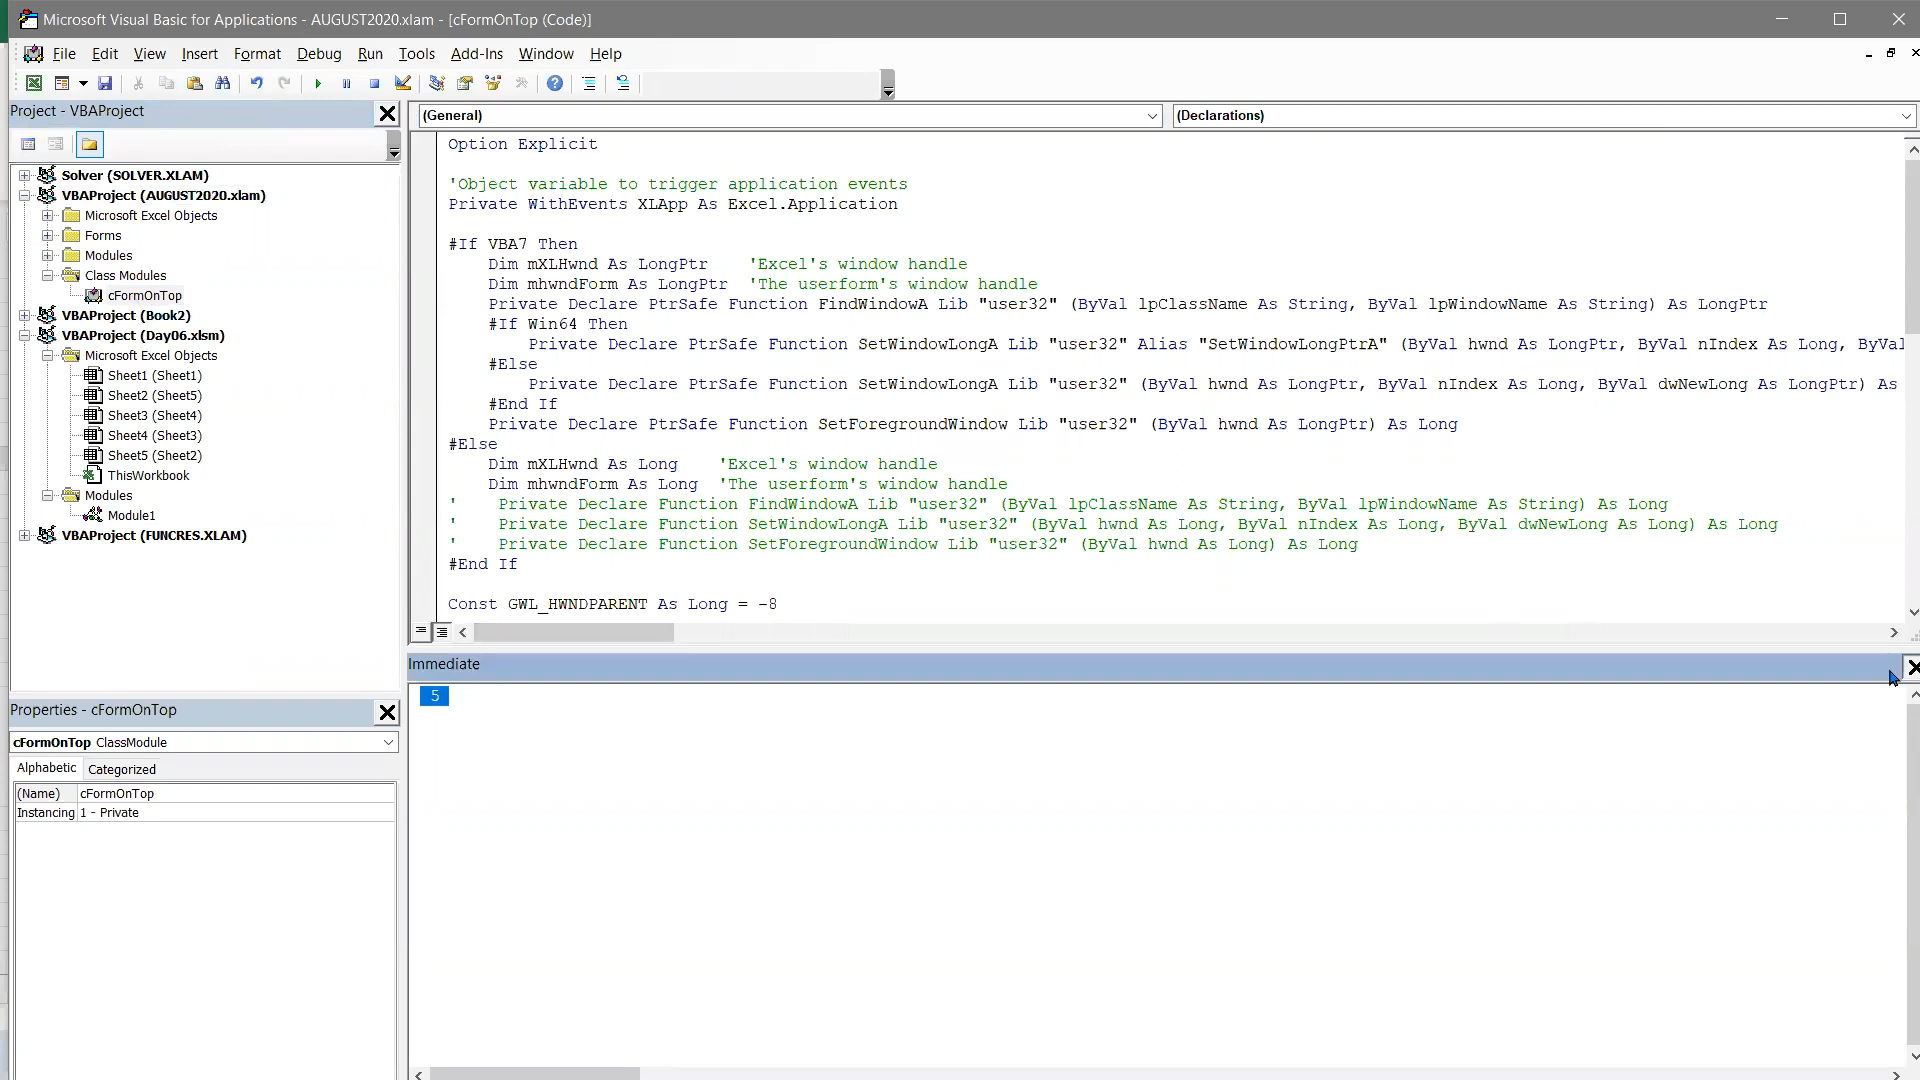 Microsoft Visual Basic for Applications - AUGUST2020.xlam - [cFormOnTop (Code)]
File Edit View Insert Format Debug Run Tools Add-Ins Window Help
Project - VBAProject
Solver (SOLVER.XLAM)
VBAProject (AUGUST2020.xlam)
Microsoft Excel Objects
Forms
Modules
Class Modules
cFormOnTop
VBAProject (Book2)
VBAProject (Day06.xlsm)
Microsoft Excel Objects
Sheet1 (Sheet1)
Sheet2 (Sheet5)
Sheet3 (Sheet4)
Sheet4 (Sheet3)
Sheet5 (Sheet2)
ThisWorkbook
Modules
Module1
VBAProject (FUNCRES.XLAM)
Properties - cFormOnTop
cFormOnTop ClassModule
Alphabetic Categorized
(Name) cFormOnTop
Instancing 1 - Private
(General) (Declarations)
Option Explicit
'Object variable to trigger application events
Private WithEvents XLApp As Excel.Application
#If VBA7 Then
Dim mXLHwnd As LongPtr 'Excel's window handle
Dim mhwndForm As LongPtr 'The userform's window handle
Private Declare PtrSafe Function FindWindowA Lib "user32" (ByVal lpClassName As String, ByVal lpWindowName As String) As LongPtr
#If Win64 Then
Private Declare PtrSafe Function SetWindowLongA Lib "user32" Alias "SetWindowLongPtrA" (ByVal hwnd As LongPtr, ByVal nIndex As Long, ByVal
#Else
Private Declare PtrSafe Function SetWindowLongA Lib "user32" (ByVal hwnd As LongPtr, ByVal nIndex As Long, ByVal dwNewLong As LongPtr) As
#End If
Private Declare PtrSafe Function SetForegroundWindow Lib "user32" (ByVal hwnd As LongPtr) As Long
#Else
Dim mXLHwnd As Long 'Excel's window handle
Dim mhwndForm As Long 'The userform's window handle
' Private Declare Function FindWindowA Lib "user32" (ByVal lpClassName As String, ByVal lpWindowName As String) As Long
' Private Declare Function SetWindowLongA Lib "user32" (ByVal hwnd As Long, ByVal nIndex As Long, ByVal dwNewLong As Long) As Long
' Private Declare Function SetForegroundWindow Lib "user32" (ByVal hwnd As Long) As Long
#End If
Const GWL_HWNDPARENT As Long = -8
Immediate
5